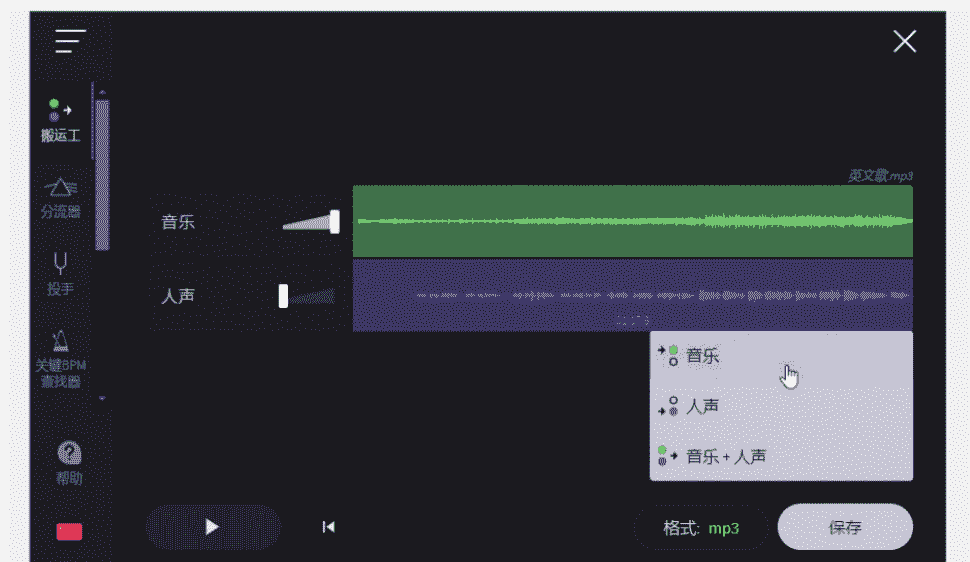 搬运工
分流器
投手
关键BPM
查找器
帮助
英文歌.mp3
音乐
人声
音乐
人声
音乐 + 人声
格式: mp3
保存